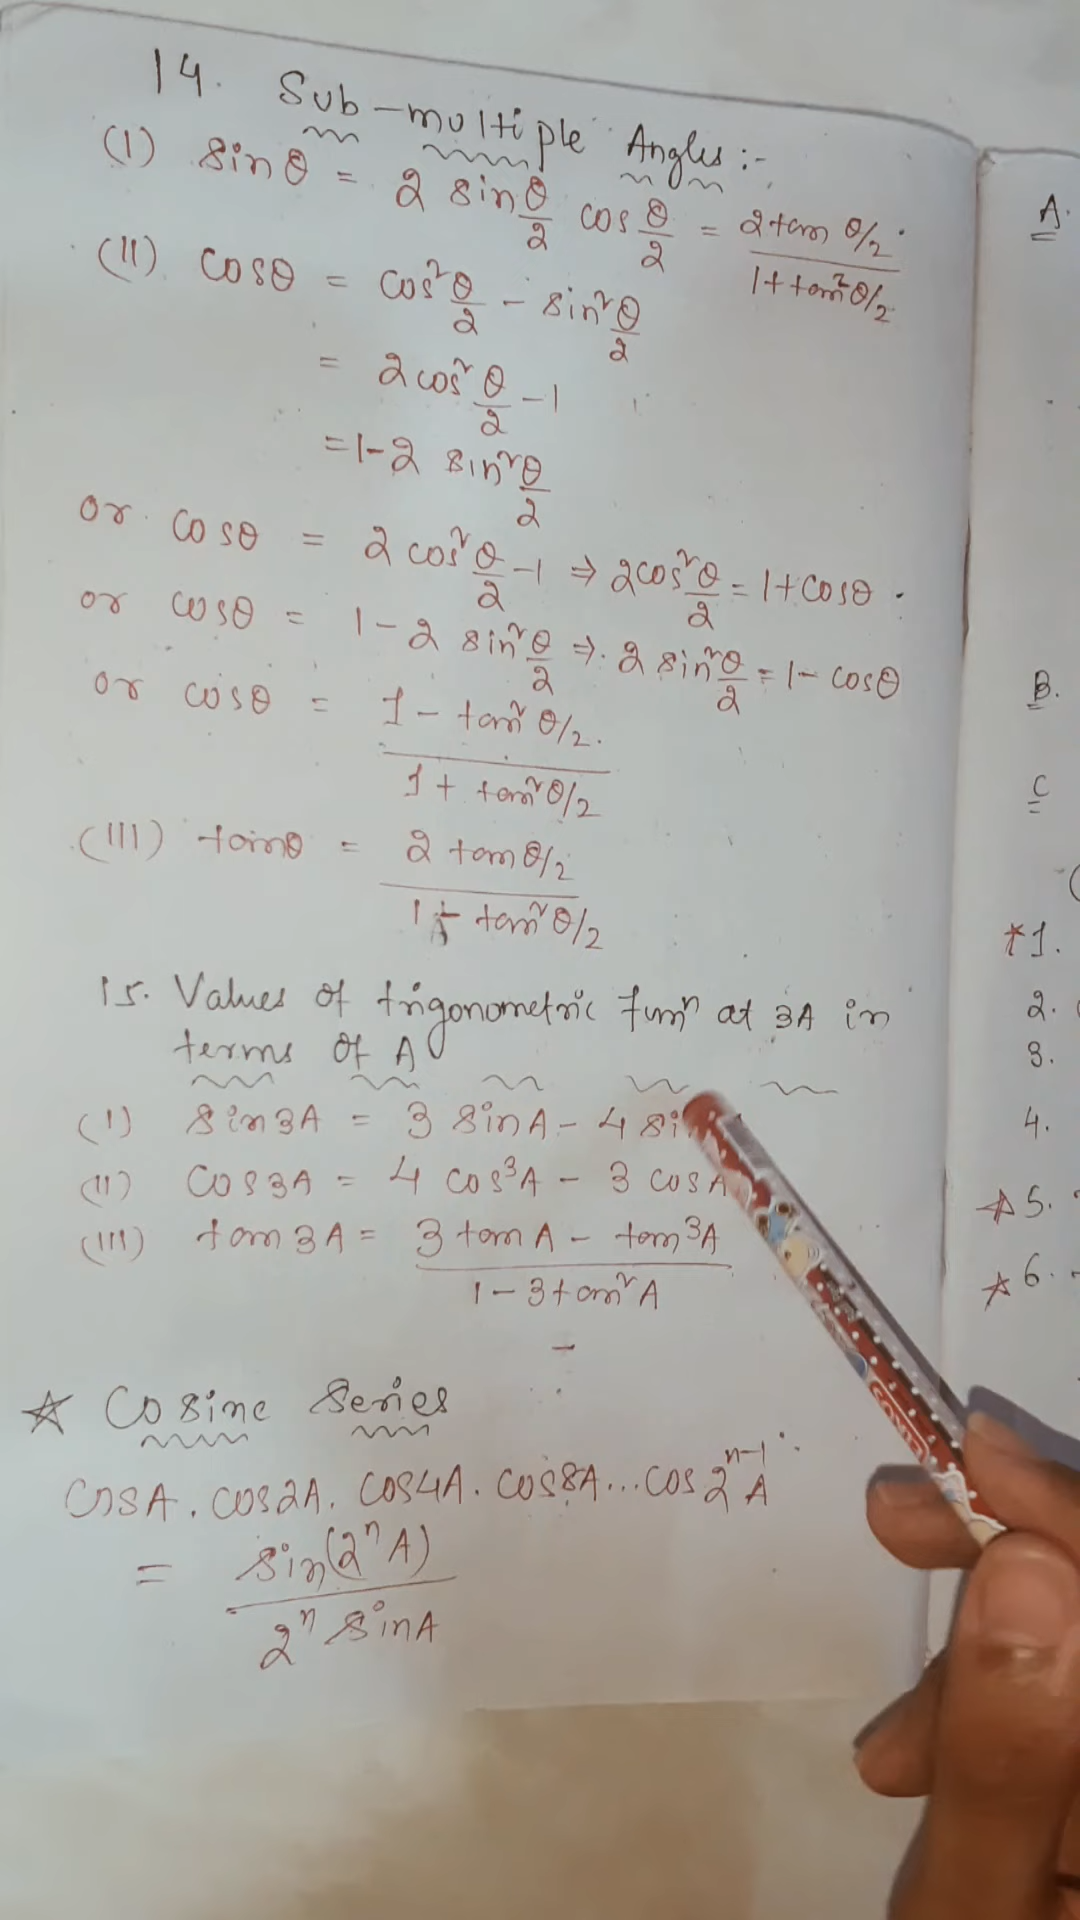 14. Sub-multiple Angles :-
(I) sinθ = 2 sin θ/2 cos θ/2 = 2 tan θ/2 / 1 + tan²θ/2
(II) cosθ = cos² θ/2 - sin² θ/2
= 2cos² θ/2 - 1
= 1 - 2 sin² θ/2
or cosθ = 2 cos² θ/2 - 1 ⇒ 2cos² θ/2 = 1 + cosθ
or cosθ = 1 - 2 sin² θ/2 ⇒ 2 sin² θ/2 = 1 - cosθ
or cosθ = 1 - tan² θ/2 / 1 + tan² θ/2
(III) tanθ = 2 tan θ/2 / 1 - tan² θ/2
15. Values of trigonometric funⁿ at 3A in
terms of A
(I) sin3A = 3 sinA - 4 si
(II) cos3A = 4 cos³A - 3 cosA
(III) tan3A = 3 tanA - tan³A / 1 - 3tan²A
☆ Cosine Series
cosA . cos2A . cos4A . cos8A ... cos 2ⁿ⁻¹A
= sin(2ⁿA) / 2ⁿ sinA
A.
B.
C
*1.
2.
3.
4.
☆ 5.
☆ 6.